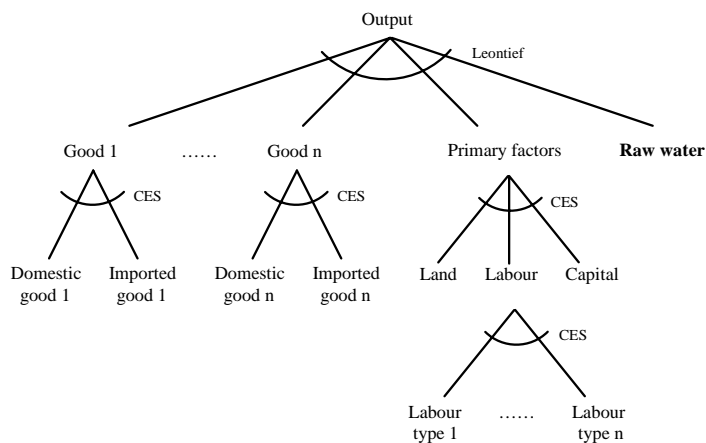 Output
Leontief
Good 1 …… Good n Primary factors Raw water
CES CES CES
Domestic good 1
Imported good 1
Domestic good n
Imported good n
Land Labour Capital
CES
Labour type 1
……
Labour type n